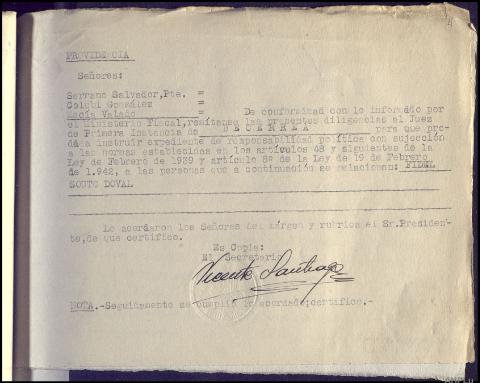 PROVIDENCIA
Señores:
Serrano Salvador, Pte. =
Colubi González =
Macía Valado = De conformidad con lo informado por
el Ministerio Fiscal, remítanse las presentes diligencias al Juez
de Primera Instancia de BECERREA para que pro-
ceda a instruir expediente de responsabilidad política con sujección
a las normas establecidas en los artículos 48 y siguientes de la
Ley de Febrero de 1939 y artículo 8º de la Ley de 19 de Febrero
de 1.942, a las personas que a continuación se relacionan: FIDEL
SOUTO DOVAL
Lo acordaron los Señores del márgen y rubrica el Sr. Presiden-
te, de que certifico.
Es Copia:
El Secretario
Vicente Santiago
NOTA.-Seguidamente se cumplió lo acordado; certifico.-